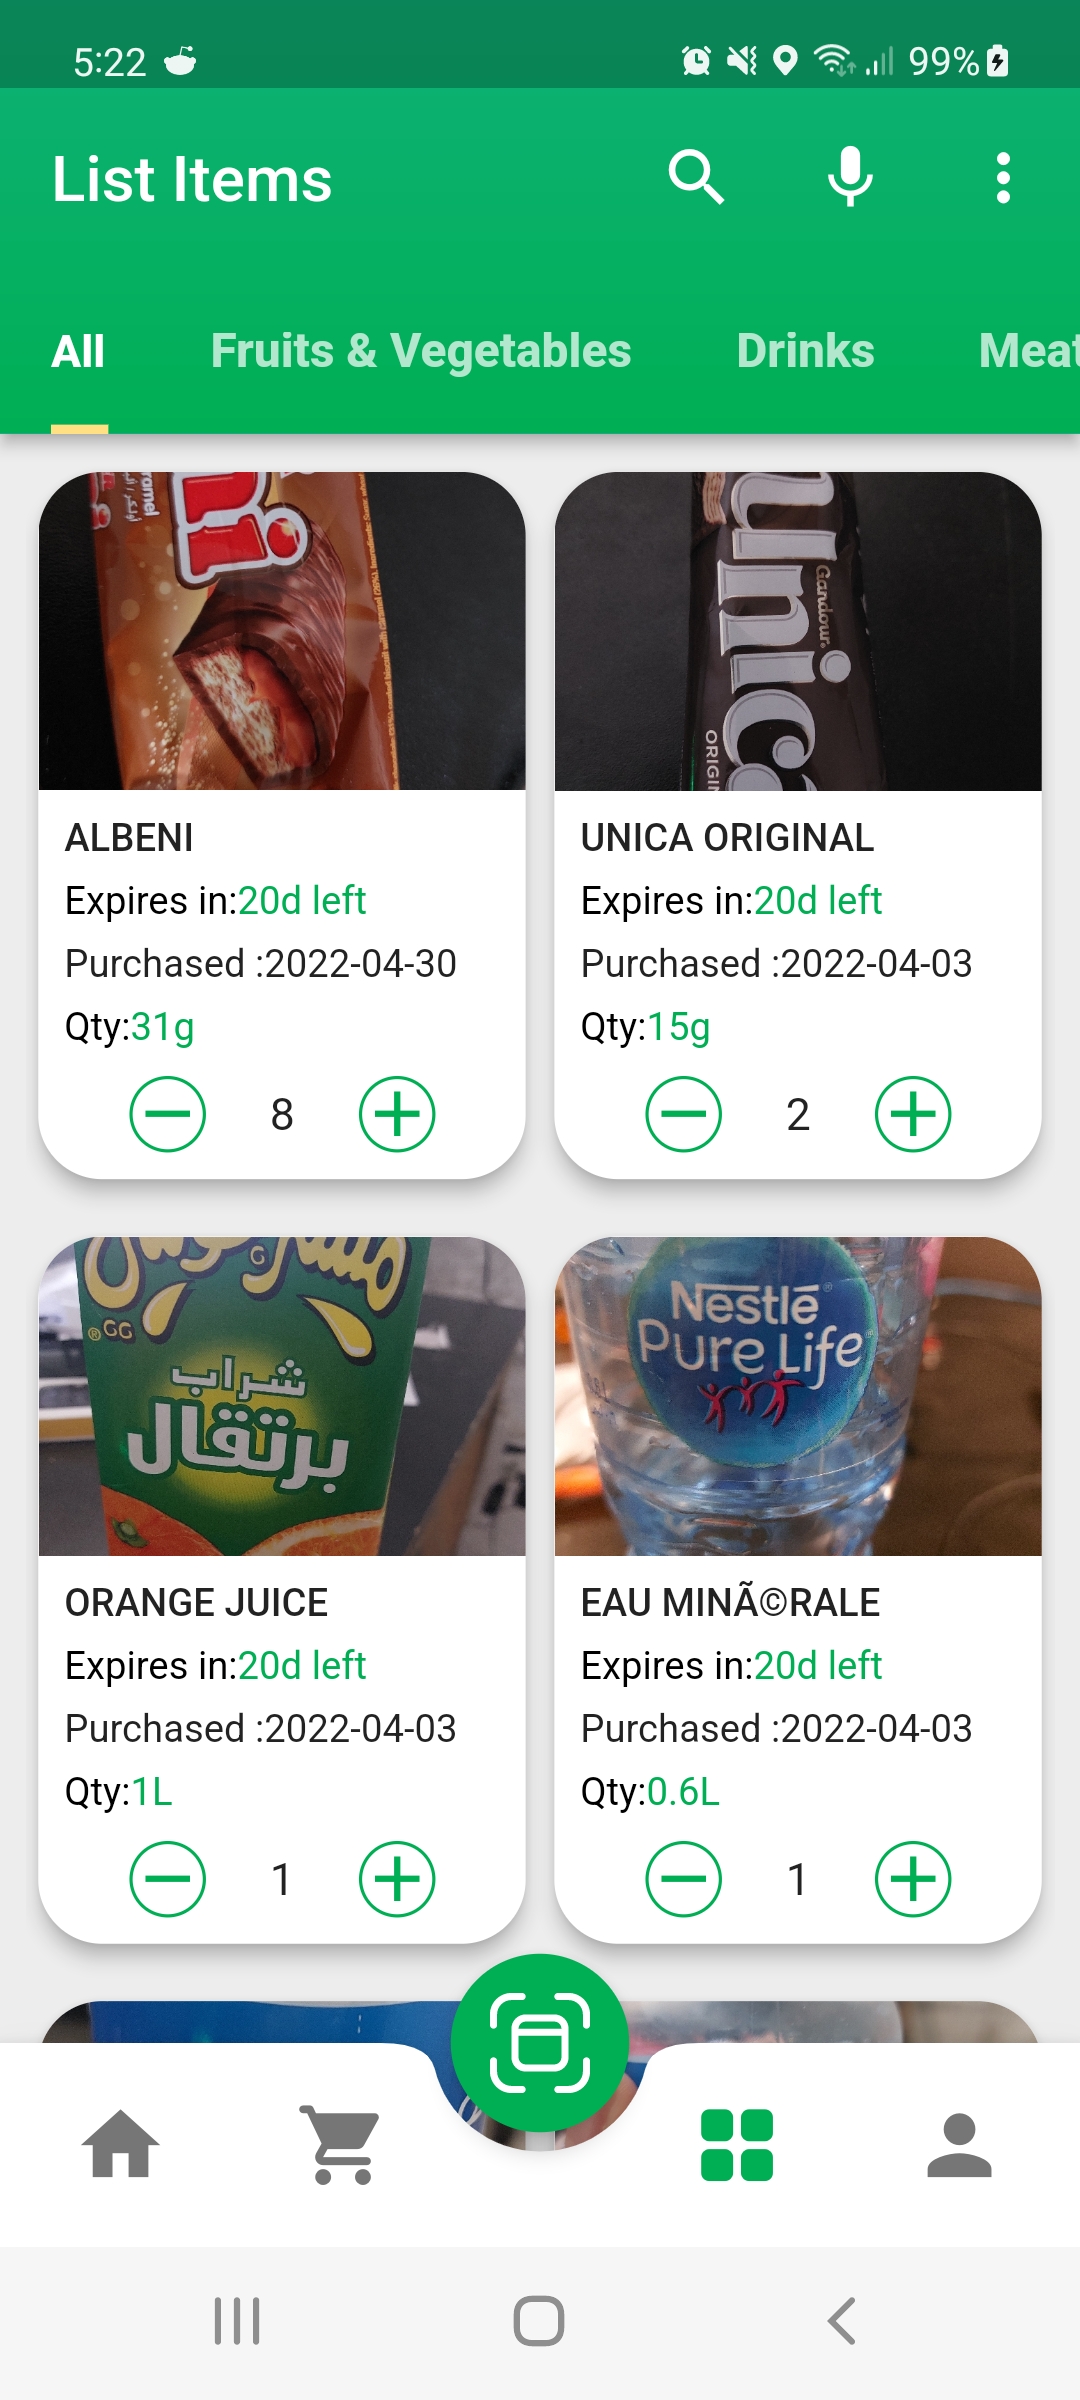 5:22
99%
List Items
All Fruits & Vegetables Drinks Meat
Gandour.
ORIGIN
ALBENI
Expires in:20d left
Purchased :2022-04-30
Qty:31g
8
UNICA ORIGINAL
Expires in:20d left
Purchased :2022-04-03
Qty:15g
2
GG
شراب
برتقال
Nestlé
Pure Life
ORANGE JUICE
Expires in:20d left
Purchased :2022-04-03
Qty:1L
1
EAU MINÃ©RALE
Expires in:20d left
Purchased :2022-04-03
Qty:0.6L
1